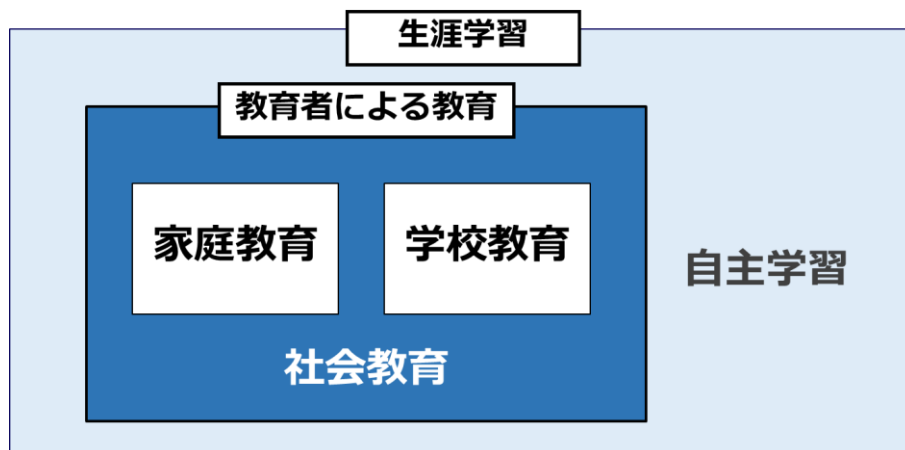 生涯学習
教育者による教育
家庭教育
学校教育
自主学習
社会教育